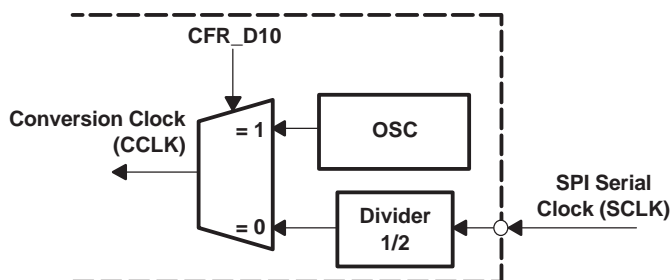 CFR_D10
Conversion Clock
(CCLK)
= 1
OSC
SPI Serial
Clock (SCLK)
= 0
Divider
1/2